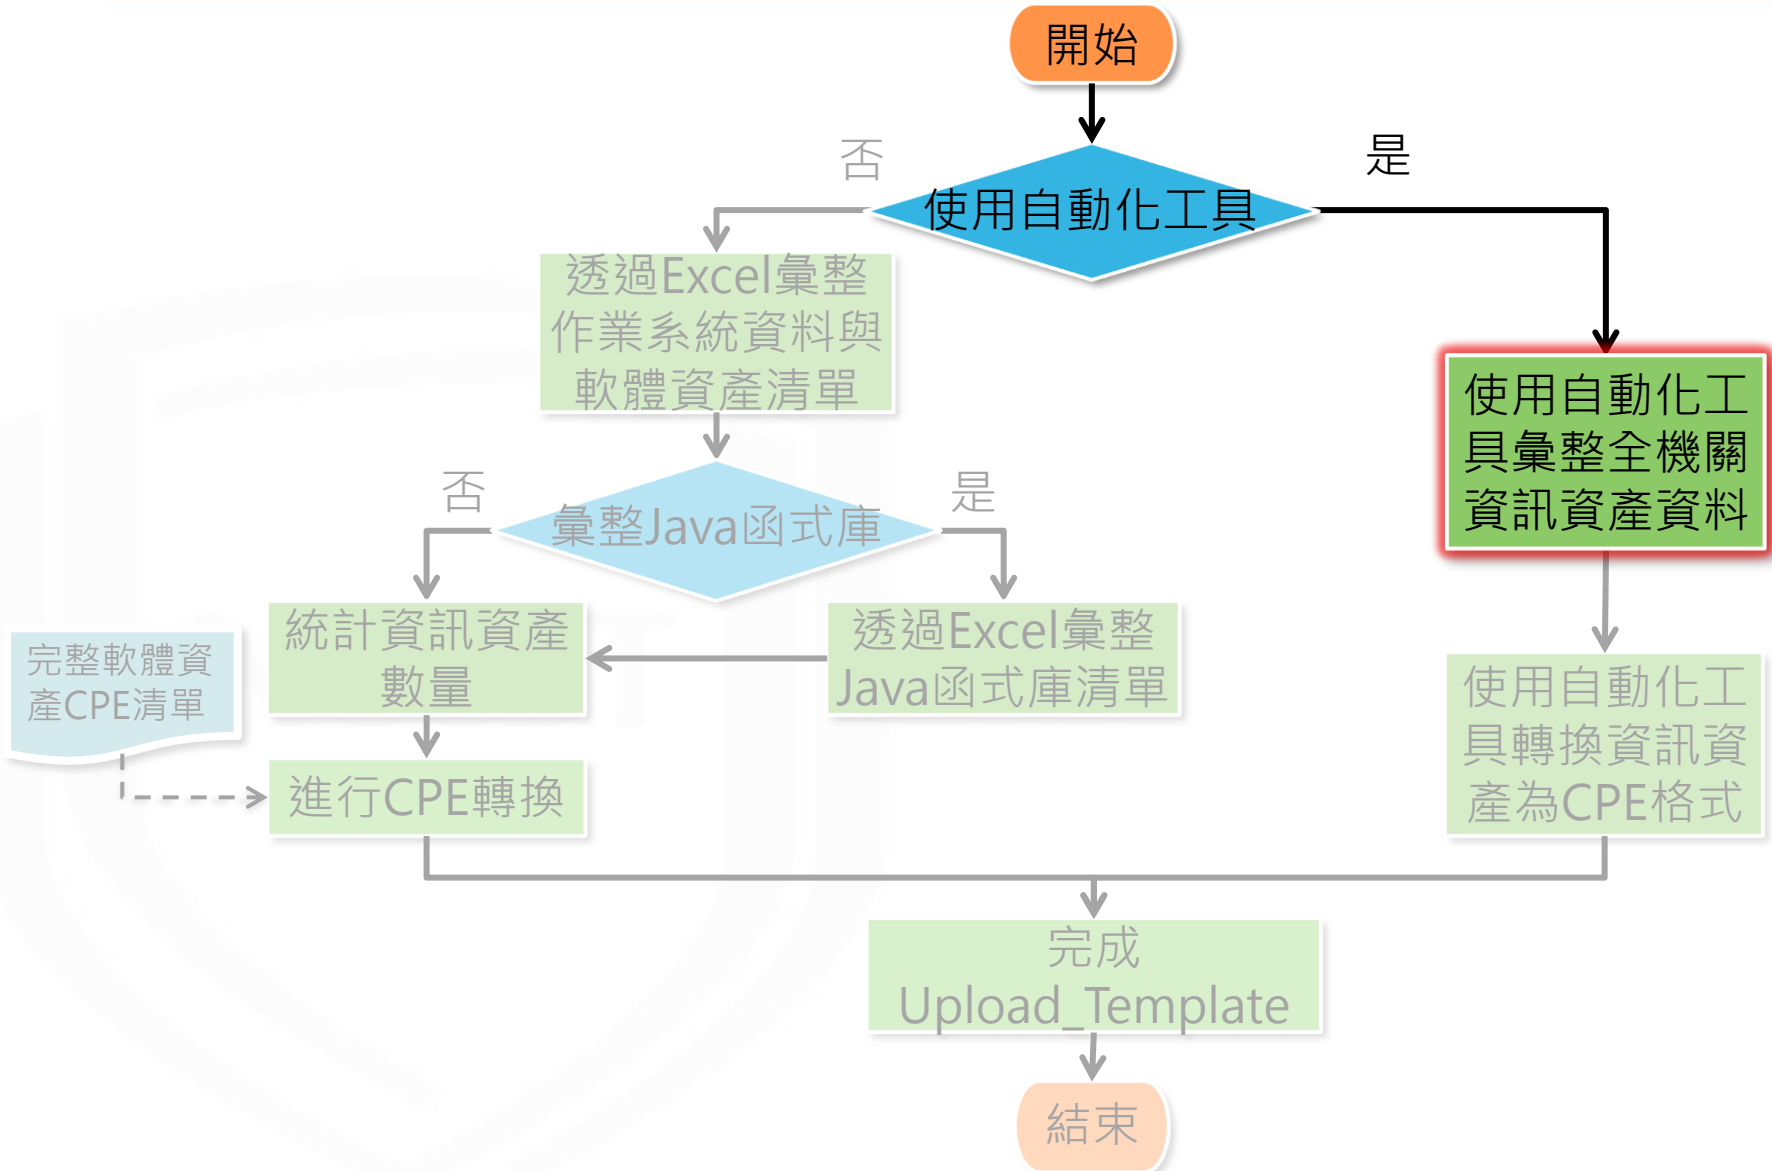 開始
否
是
使用自動化工具
透過Excel彙整
作業系統資料與
軟體資產清單
使用自動化工
具彙整全機關
資訊資產資料
否
是
彙整Java函式庫
統計資訊資產
數量
透過Excel彙整
Java函式庫清單
完整軟體資
產CPE清單
使用自動化工
具轉換資訊資
產為CPE格式
進行CPE轉換
完成
Upload_Template
結束